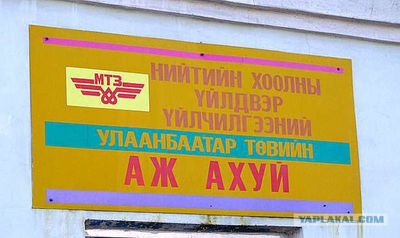 МТЗ
НИЙТИЙН ХООЛНЫ
ҮЙЛДВЭР
ҮЙЛЧИЛГЭЭНИЙ
УЛААНБААТАР ТӨВИЙН
АЖ АХУЙ
YAPLAKAL.COM